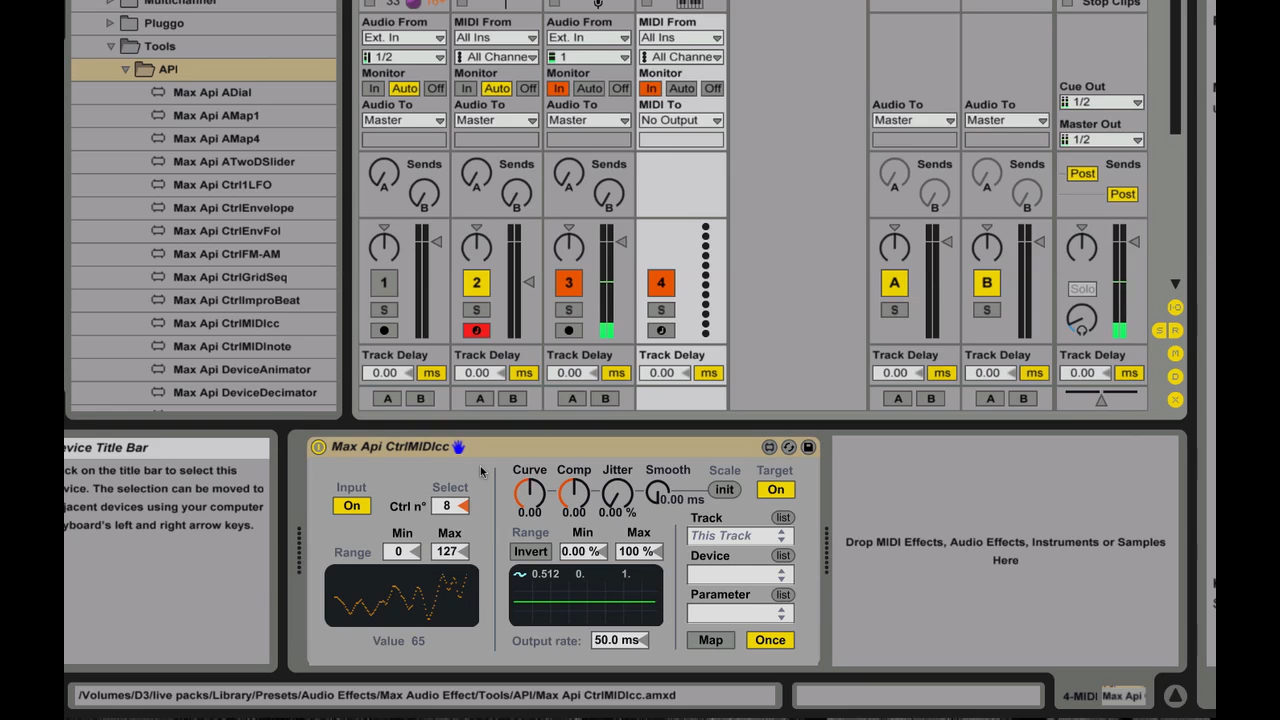 Multichannel
Pluggo
Tools
API
Max Api ADial
Max Api AMap1
Max Api AMap4
Max Api ATwoDSlider
Max Api Ctrl1LFO
Max Api CtrlEnvelope
Max Api CtrlEnvFol
Max Api CtrlFM-AM
Max Api CtrlGridSeq
Max Api CtrlImproBeat
Max Api CtrlMIDIcc
Max Api CtrlMIDInote
Max Api DeviceAnimator
Max Api DeviceDecimator
Stop Clips
Audio From MIDI From Audio From MIDI From
Ext. In All Ins Ext. In All Ins
1/2 All Channe 1 All Channe
Monitor Monitor Monitor Monitor
In Auto Off In Auto Off In Auto Off In Auto Off
Audio To Audio To Audio To MIDI To Audio To Audio To
Master Master Master No Output Master Master
Cue Out
1/2
Master Out
1/2
Sends Sends Sends Sends Sends Sends
A A A A A Post
B B B B B Post
1 2 3 4 A B Solo
S S S S S S
S R
M
D
X
Track Delay Track Delay Track Delay Track Delay Track Delay Track Delay Track Delay
0.00 ms 0.00 ms 0.00 ms 0.00 ms 0.00 ms 0.00 ms 0.00 ms
A B A B A B A B A B
evice Title Bar
ck on the title bar to select this
vice. The selection can be moved to
jacent devices using your computer
yboard's left and right arrow keys.
Max Api CtrlMIDIcc
Input Select
On Ctrl n° 8
Min Max
Range 0 127
Value 65
Curve Comp Jitter Smooth Scale Target
0.00 0.00 0.00 % 0.00 ms init On
Range Min Max
Invert 0.00 % 100 %
0.512 0. 1.
Output rate: 50.0 ms
Track list
This Track
Device list
Parameter list
Map Once
Drop MIDI Effects, Audio Effects, Instruments or Samples
Here
/Volumes/D3/live packs/Library/Presets/Audio Effects/Max Audio Effect/Tools/API/Max Api CtrlMIDIcc.amxd
4-MIDI Max Api